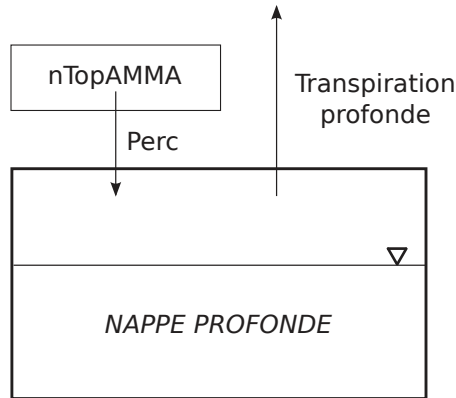 nTopAMMA
Transpiration
profonde
Perc
NAPPE PROFONDE